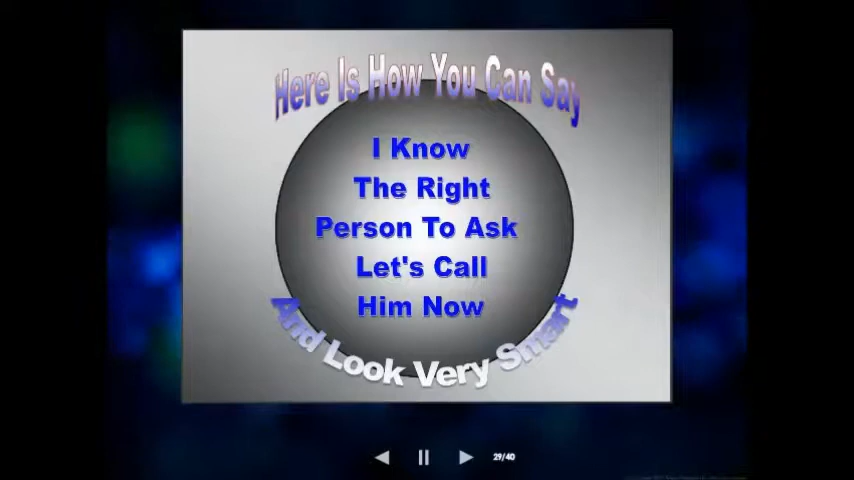 Here Is How You Can Say
I Know
The Right
Person To Ask
Let's Call
Him Now
And Look Very Smart
29/40